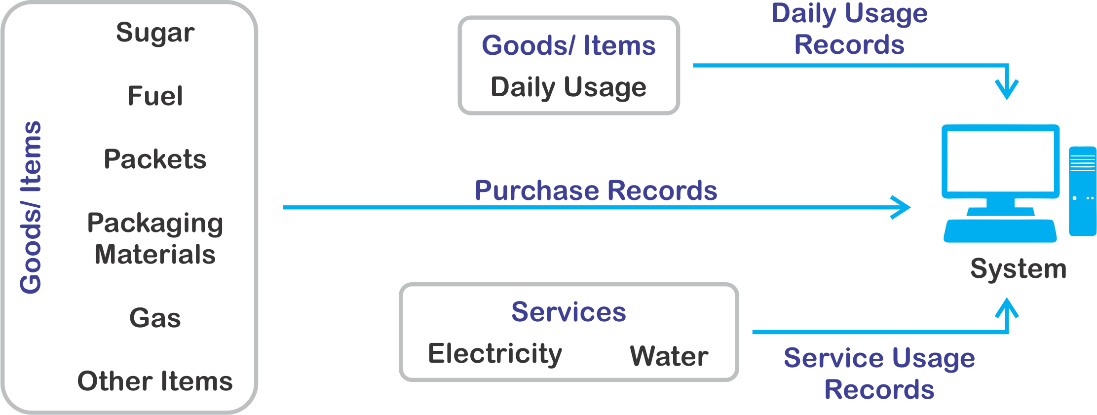 Goods/ Items
Sugar
Fuel
Packets
Packaging
Materials
Gas
Other Items
Goods/ Items
Daily Usage
Daily Usage
Records
Purchase Records
System
Services
Electricity Water
Service Usage
Records